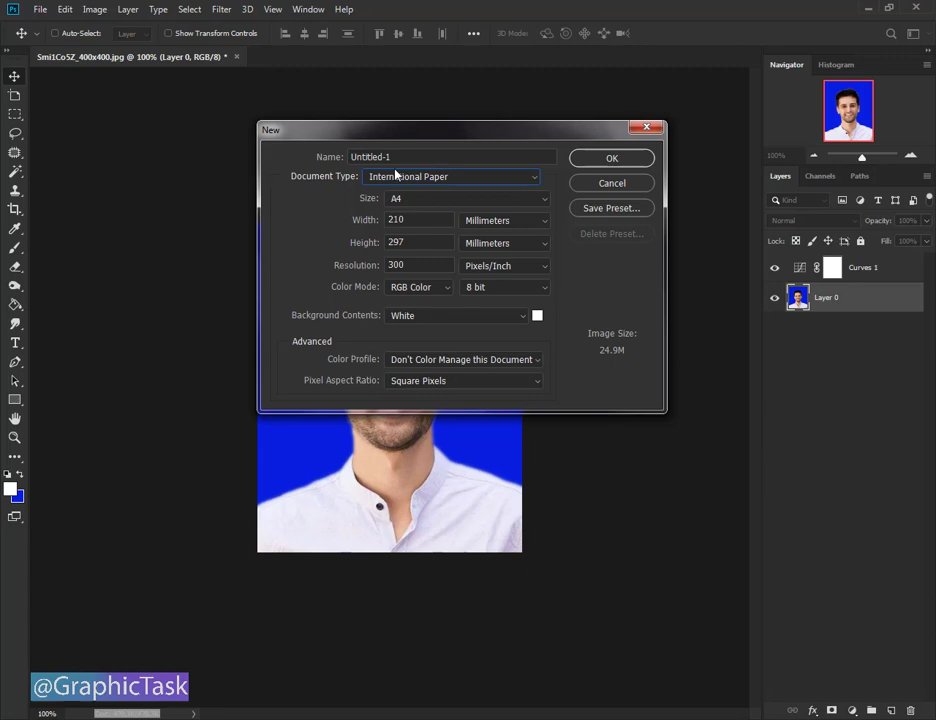 Ps File Edit Image Layer Type Select Filter 3D View Window Help
Auto-Select: Layer Show Transform Controls 3D Mode:
Smi1Co5Z_400x400.jpg @ 100% (Layer 0, RGB/8) *
Navigator Histogram
100%
Layers Channels Paths
Kind
Normal Opacity: 100%
Lock: Fill: 100%
Curves 1
Layer 0
New
Name: Untitled-1
Document Type: International Paper
Size: A4
Width: 210 Millimeters
Height: 297 Millimeters
Resolution: 300 Pixels/Inch
Color Mode: RGB Color 8 bit
Background Contents: White
Advanced
Color Profile: Don't Color Manage this Document
Pixel Aspect Ratio: Square Pixels
OK
Cancel
Save Preset...
Delete Preset...
Image Size:
24.9M
@GraphicTask
100%